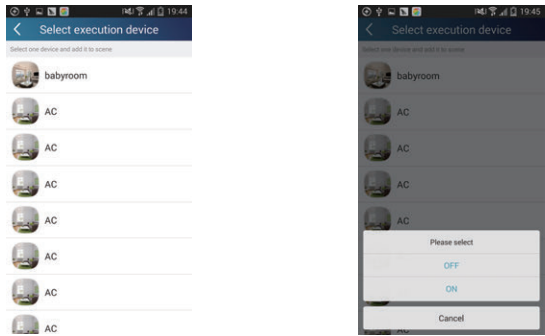 19:44
Select execution device
Select one device and add it to scene
babyroom
AC
AC
AC
AC
AC
AC
AC
19:45
Select execution device
Select one device and add it to scene
babyroom
AC
AC
AC
AC
Please select
OFF
ON
Cancel